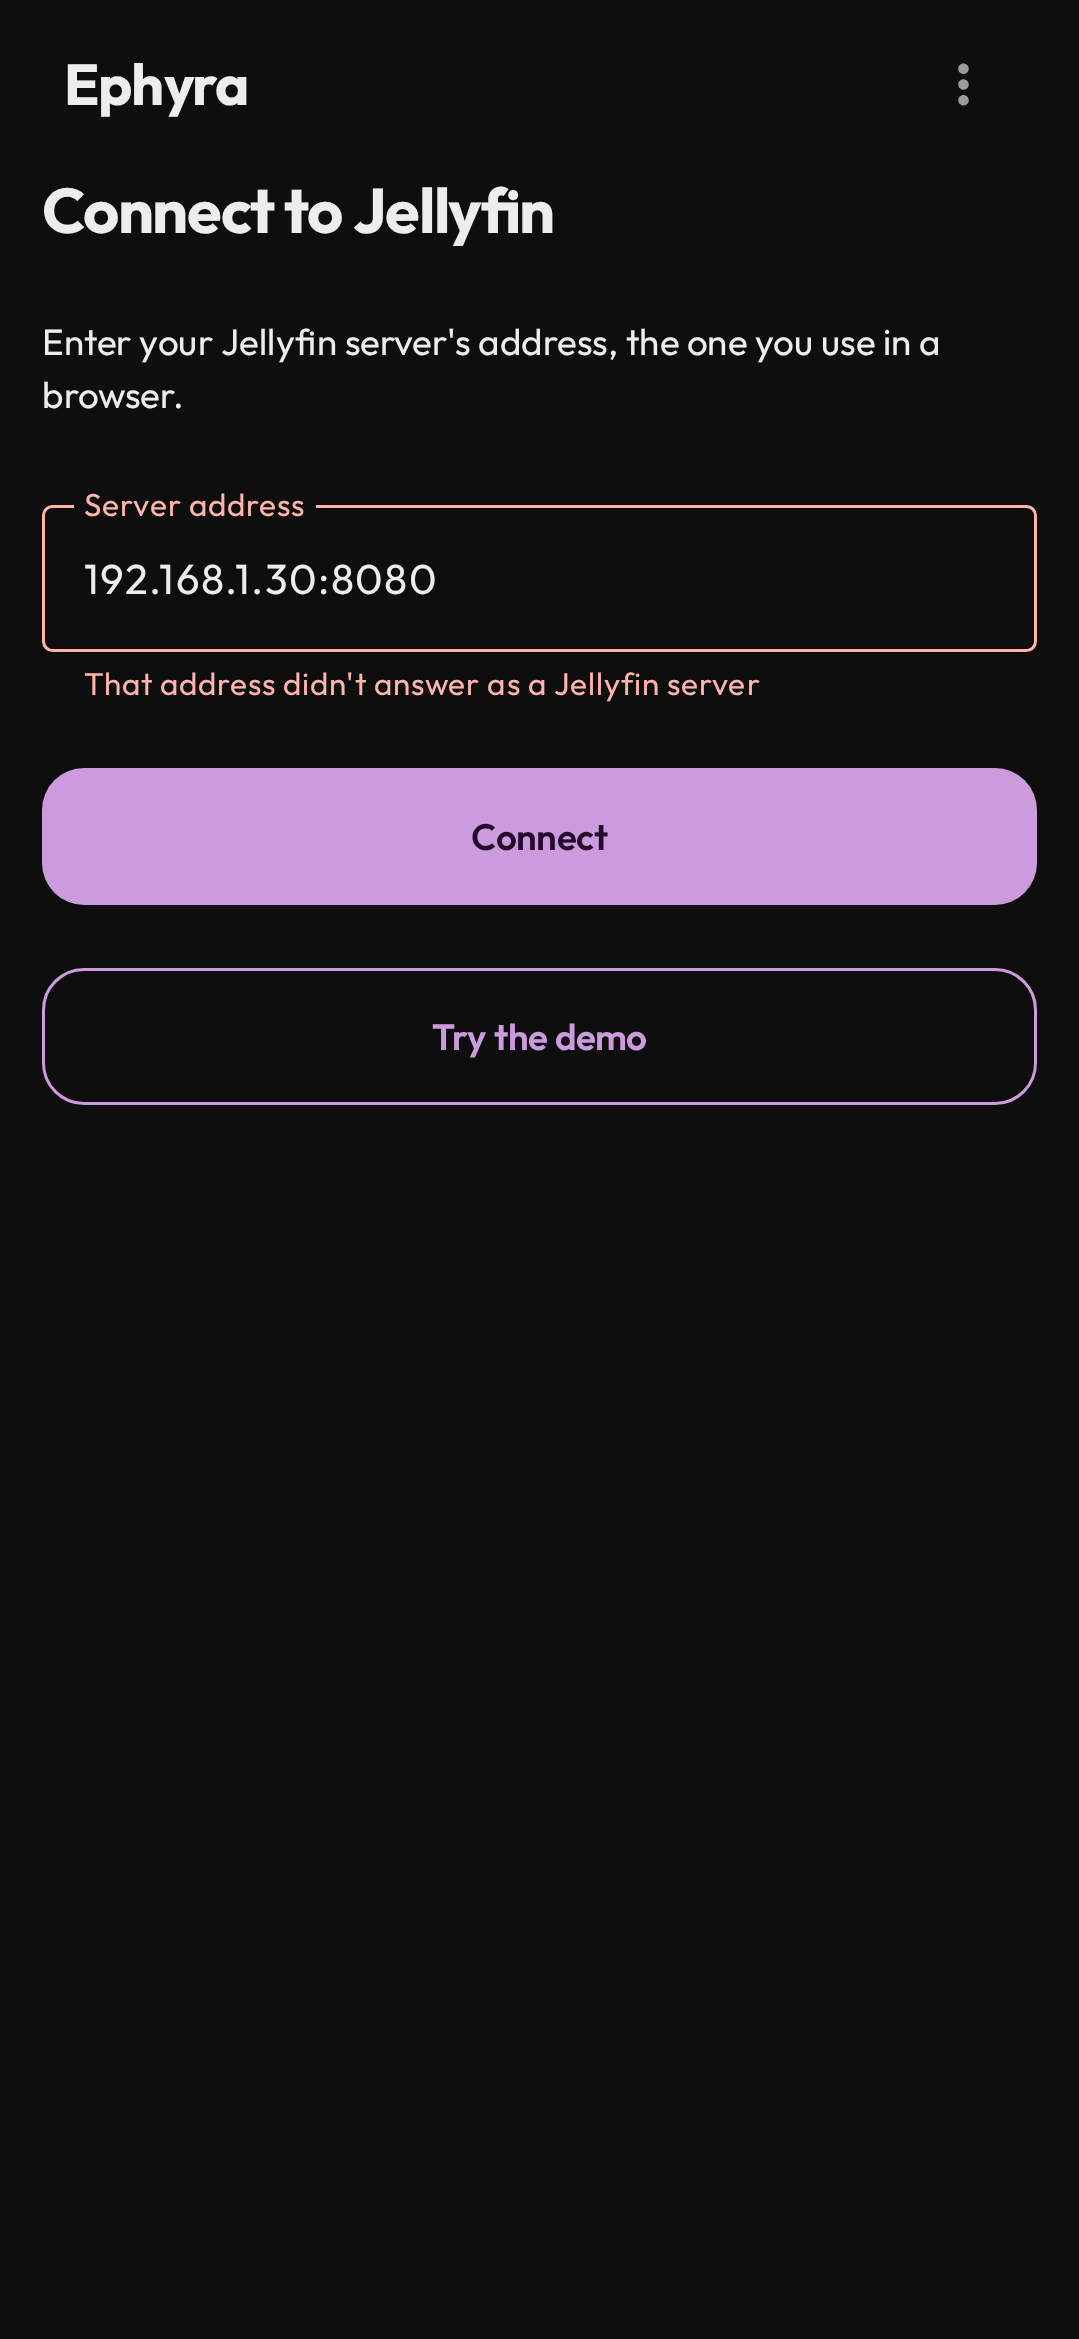 Ephyra
Connect to Jellyfin
Enter your Jellyfin server's address, the one you use in a
browser.
Server address
192.168.1.30:8080
That address didn't answer as a Jellyfin server
Connect
Try the demo